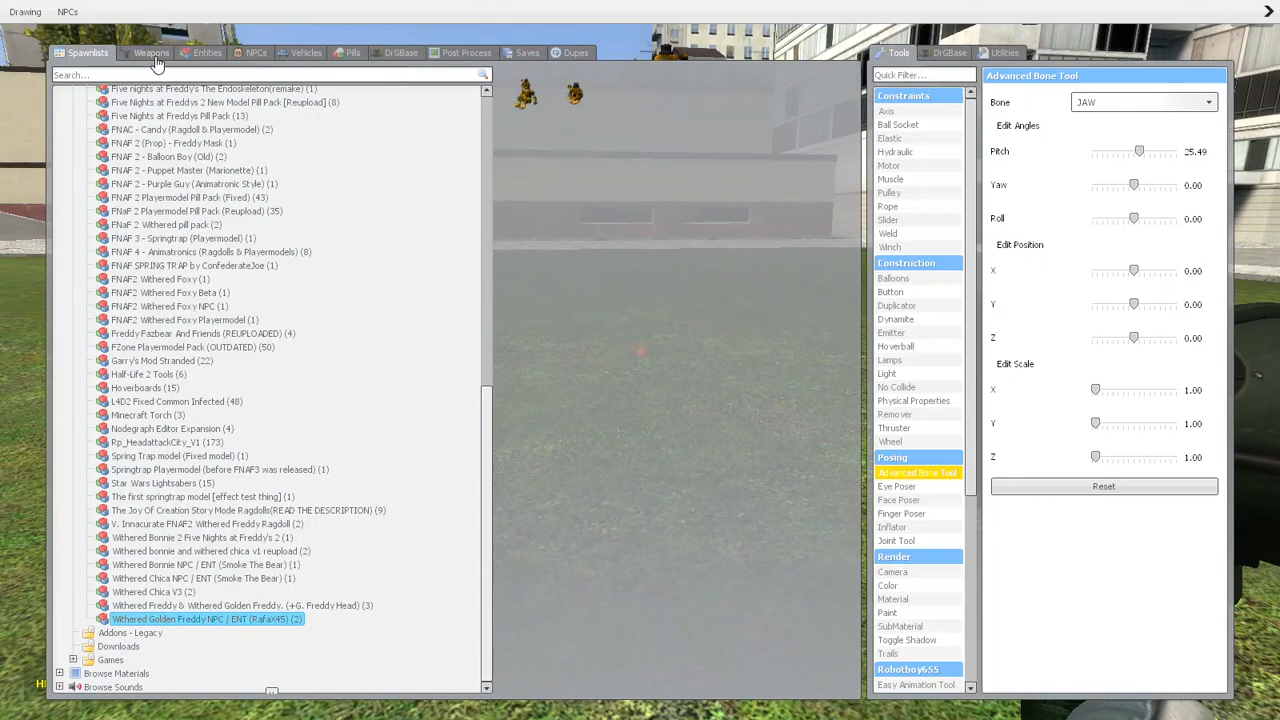 Drawing NPCs
Spawnlists Weapons Entities NPCs Vehicles Pills DrGBase Post Process Saves Dupes
Search...
Five nights at Freddy's The Endoskeleton(remake) (1)
Five Nights at Freddy's 2 New Model Pill Pack [Reupload] (8)
Five Nights at Freddy's Pill Pack (13)
FNAC - Candy (Ragdoll & Playermodel) (2)
FNAF 2 (Prop) - Freddy Mask (1)
FNAF 2 - Balloon Boy (Old) (2)
FNAF 2 - Puppet Master (Marionette) (1)
FNAF 2 - Purple Guy (Animatronic Style) (1)
FNAF 2 Playermodel Pill Pack (Fixed) (43)
FNAF 2 Playermodel Pill Pack (Reupload) (35)
FNaF 2 Withered pill pack (2)
FNAF 3 - Springtrap (Playermodel) (1)
FNAF 4 - Animatronics (Ragdolls & Playermodels) (8)
FNAF SPRING TRAP by ConfederateJoe (1)
FNAF2 Withered Foxy (1)
FNAF2 Withered Foxy Beta (1)
FNAF2 Withered Foxy NPC (1)
FNAF2 Withered Foxy Playermodel (1)
Freddy Fazbear And Friends (REUPLOADED) (4)
FZone Playermodel Pack (OUTDATED) (50)
Garry's Mod Stranded (22)
Half-Life 2 Tools (6)
Hoverboards (15)
L4D2 Fixed Common Infected (48)
Minecraft Torch (3)
Nodegraph Editor Expansion (4)
Rp_HeadattackCity_V1 (173)
Spring Trap model (Fixed model) (1)
Springtrap Playermodel (before FNAF3 was released) (1)
Star Wars Lightsabers (19)
The first springtrap model [effect test thing] (1)
The Joy Of Creation Story Mode Ragdolls(READ THE DESCRIPTION) (9)
V. Innacurate FNAF2 Withered Freddy Ragdoll (2)
Withered Bonnie 2 Five Nights at Freddy's 2 (1)
Withered bonnie and withered chica v1 reupload (2)
Withered Bonnie NPC / ENT (Smoke The Bear) (1)
Withered Chica NPC / ENT (Smoke The Bear) (1)
Withered Chica V3 (2)
Withered Freddy & Withered Golden Freddy. (+G. Freddy Head) (3)
Withered Golden Freddy NPC / ENT (RafaX45) (2)
Addons - Legacy
Downloads
Games
Browse Materials
Browse Sounds
Tools DrGBase Utilities
Quick Filter...
Constraints
Axis
Ball Socket
Elastic
Hydraulic
Motor
Muscle
Pulley
Rope
Slider
Weld
Winch
Construction
Balloons
Button
Duplicator
Dynamite
Emitter
Hoverball
Lamps
Light
No Collide
Physical Properties
Remover
Thruster
Wheel
Posing
Advanced Bone Tool
Eye Poser
Face Poser
Finger Poser
Inflator
Joint Tool
Render
Camera
Color
Material
Paint
SubMaterial
Toggle Shadow
Trails
Robotboy655
Easy Animation Tool
Advanced Bone Tool
Bone JAW
Edit Angles
Pitch 25.49
Yaw 0.00
Roll 0.00
Edit Position
X 0.00
Y 0.00
Z 0.00
Edit Scale
X 1.00
Y 1.00
Z 1.00
Reset